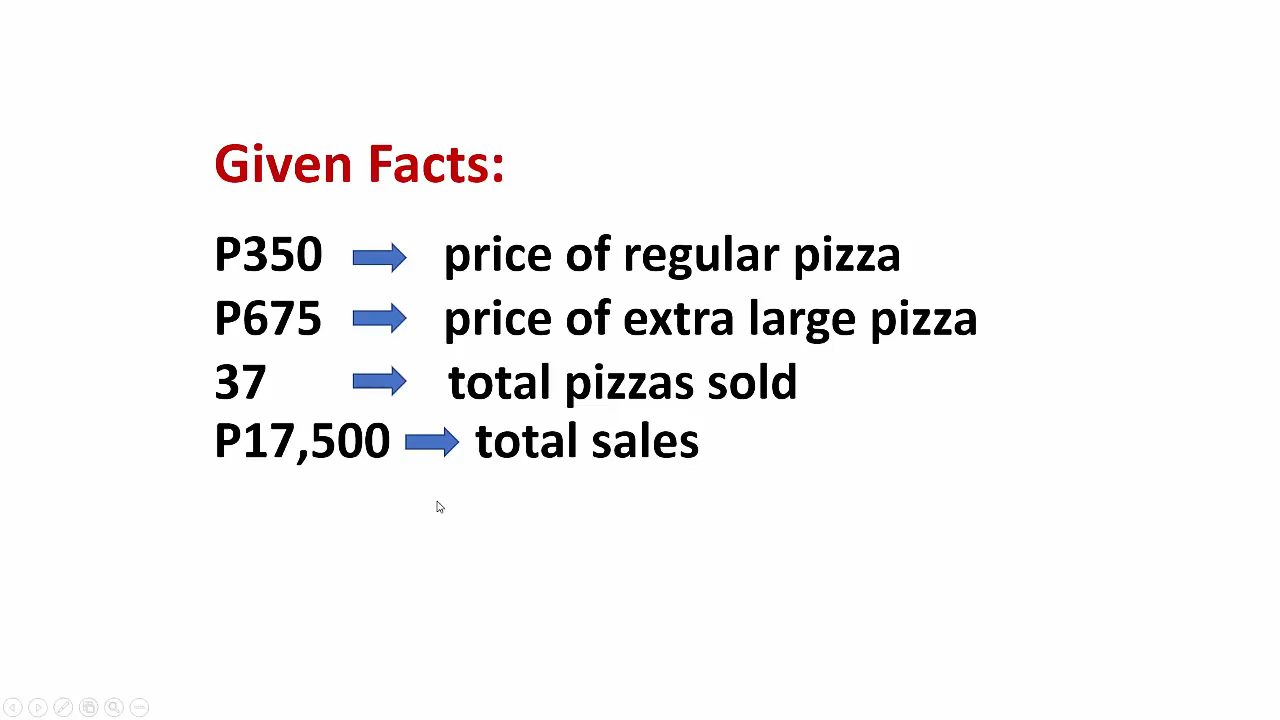 Given Facts:
P350 price of regular pizza
P675 price of extra large pizza
37 total pizzas sold
P17,500 total sales